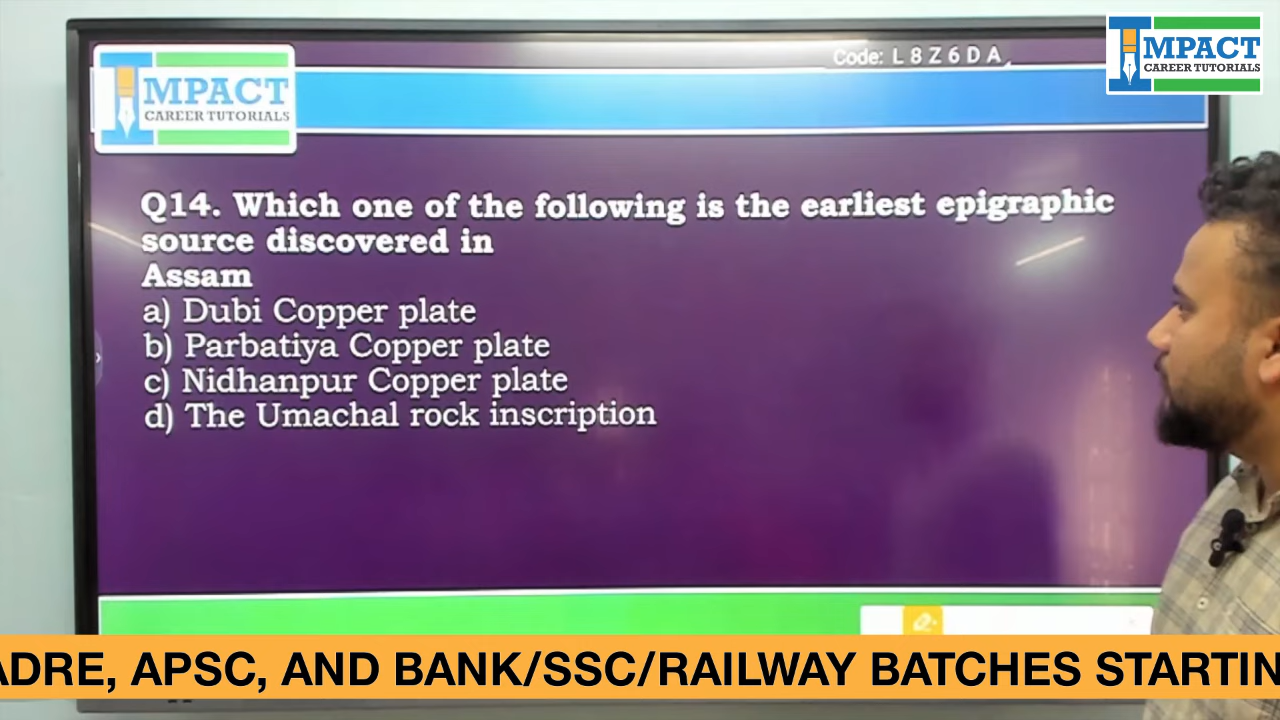 Code: L 8 Z 6 D A
IMPACT
CAREER TUTORIALS
IMPACT
CAREER TUTORIALS
Q14. Which one of the following is the earliest epigraphic
source discovered in
Assam
a) Dubi Copper plate
b) Parbatiya Copper plate
c) Nidhanpur Copper plate
d) The Umachal rock inscription
ADRE, APSC, AND BANK/SSC/RAILWAY BATCHES STARTIN